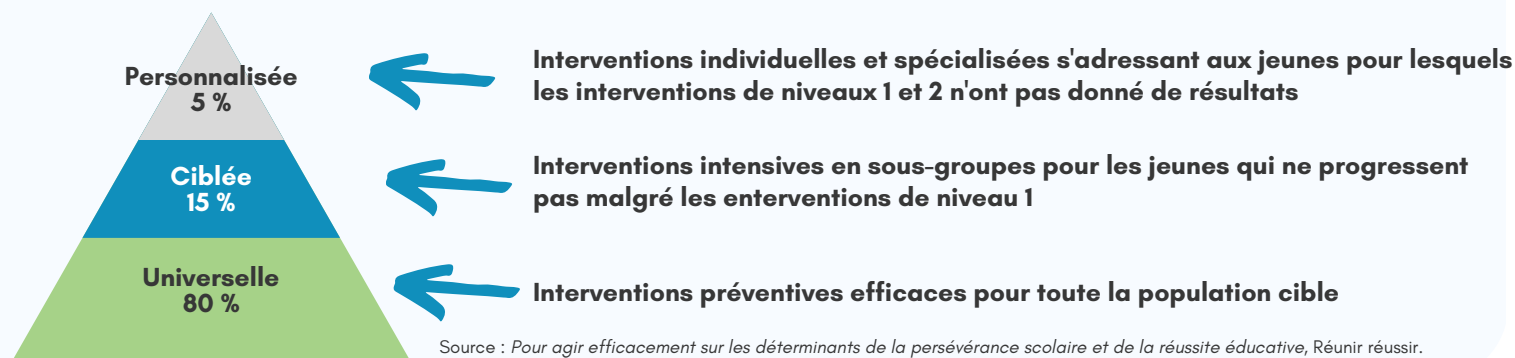 Personnalisée
5 %
Interventions individuelles et spécialisées s'adressant aux jeunes pour lesquels
les interventions de niveaux 1 et 2 n'ont pas donné de résultats
Ciblée
15 %
Interventions intensives en sous-groupes pour les jeunes qui ne progressent
pas malgré les enterventions de niveau 1
Universelle
80 %
Interventions préventives efficaces pour toute la population cible
Source : Pour agir efficacement sur les déterminants de la persévérance scolaire et de la réussite éducative, Réunir réussir.